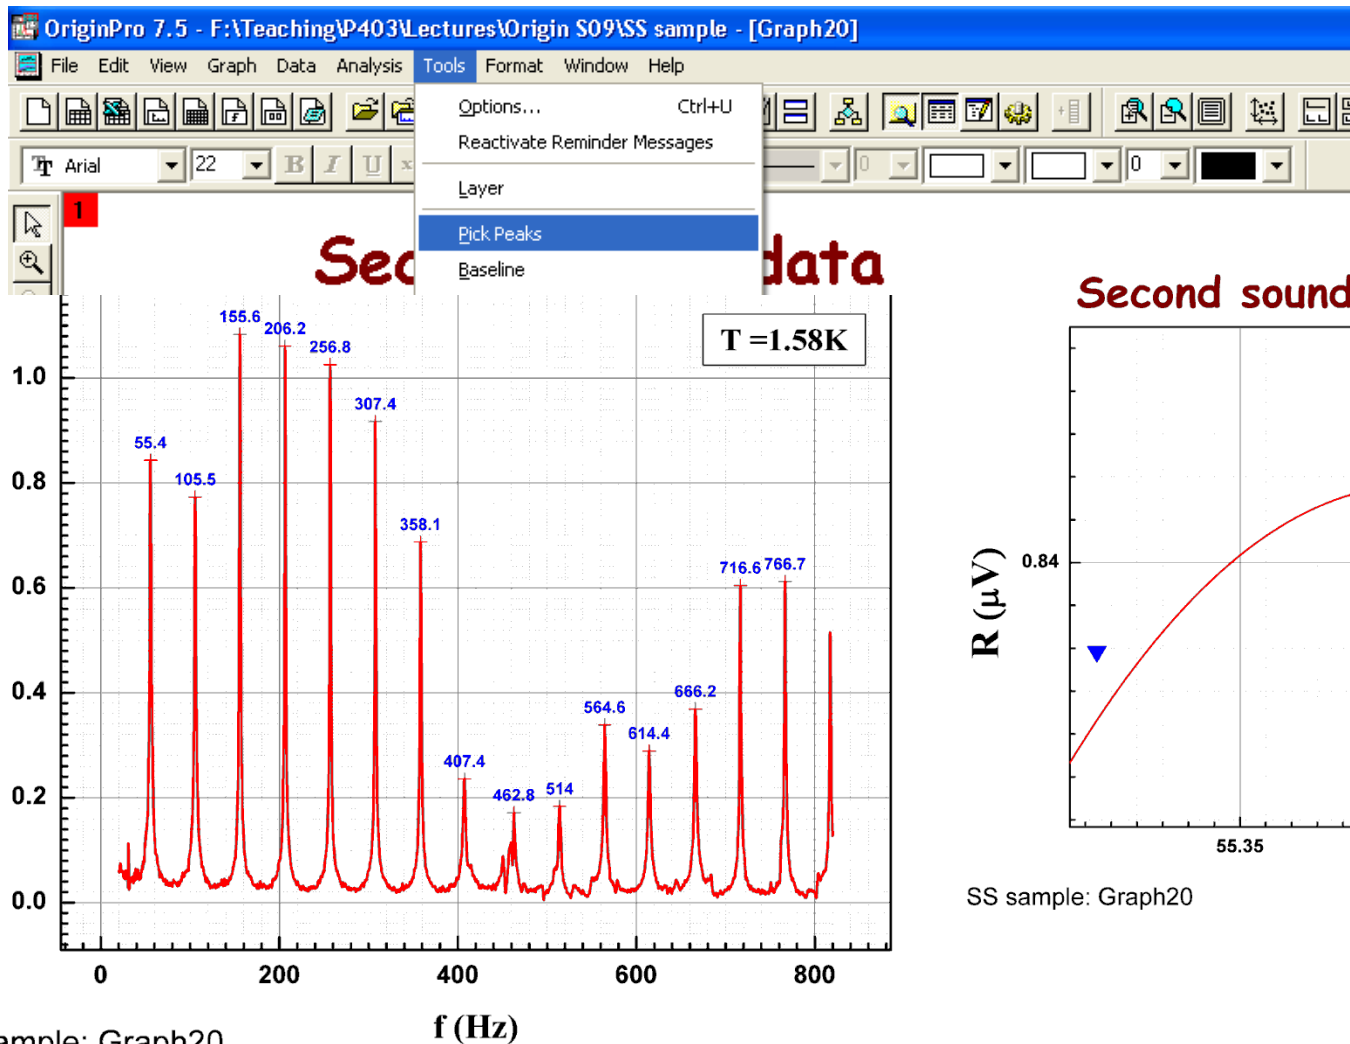 OriginPro 7.5 - F:\Teaching\P403\Lectures\Origin S09\SS sample - [Graph20]
File Edit View Graph Data Analysis Tools Format Window Help
Options... Ctrl+U
Reactivate Reminder Messages
Arial 22 B I U x 0 0
Layer
1
Pick Peaks
Baseline
Sec data
Second sound
T =1.58K
155.6
206.2
256.8
307.4
55.4
105.5
358.1
716.6 766.7
666.2
564.6
614.4
407.4
462.8 514
1.0
0.8
0.6
0.4
0.2
0.0
0 200 400 600 800
f (Hz)
ample: Graph20
R (μV)
0.84
55.35
SS sample: Graph20